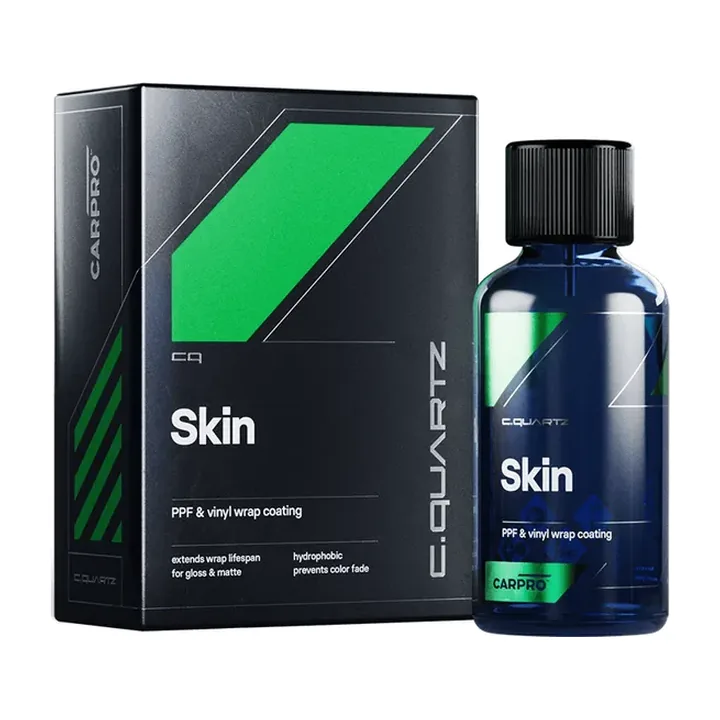 CARPRO
C.QUARTZ
CQ
Skin
PPF & vinyl wrap coating
extends wrap lifespan
for gloss & matte
hydrophobic
prevents color fade
C.QUARTZ
C.QUARTZ
Skin
PPF & vinyl wrap coating
CARPRO